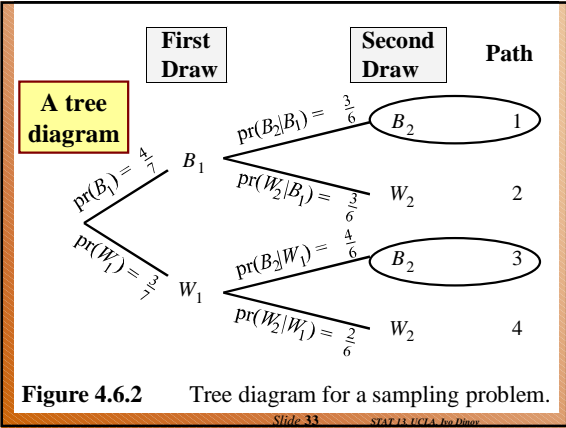 First Draw
Second Draw
Path
A tree diagram
pr(B₁) = 4/7
B₁
pr(B₂|B₁) = 3/6
B₂ 1
pr(W₂|B₁) = 3/6
W₂ 2
pr(W₁) = 3/7
W₁
pr(B₂|W₁) = 4/6
B₂ 3
pr(W₂|W₁) = 2/6
W₂ 4
Figure 4.6.2 Tree diagram for a sampling problem.
Slide 33 STAT 13, UCLA, Ivo Dinov